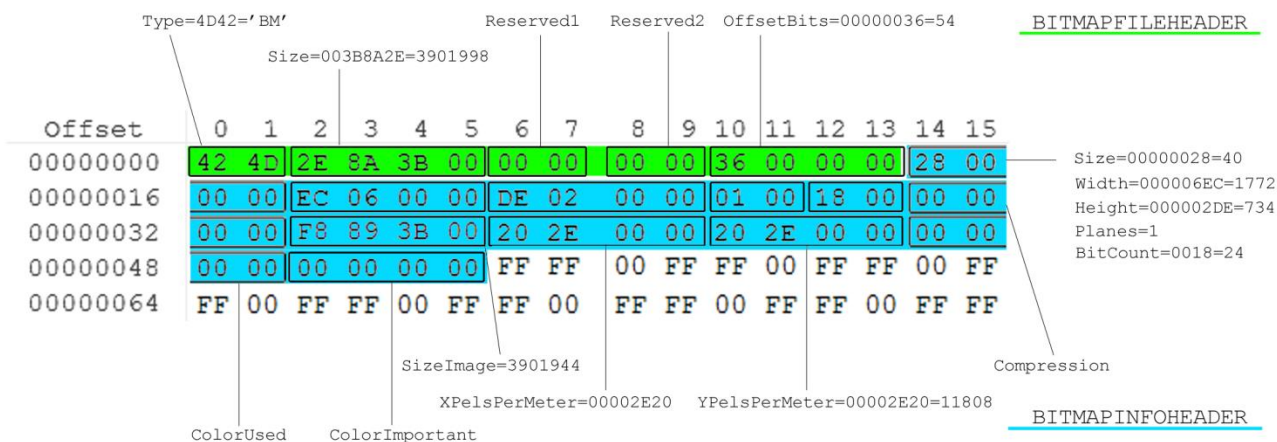 Type=4D42='BM' Reserved1 Reserved2 OffsetBits=00000036=54 BITMAPFILEHEADER
Size=003B8A2E=3901998
Offset 0 1 2 3 4 5 6 7 8 9 10 11 12 13 14 15
00000000 42 4D 2E 8A 3B 00 00 00 00 00 36 00 00 00 28 00 Size=00000028=40
00000016 00 00 EC 06 00 00 DE 02 00 00 01 00 18 00 00 00 Width=000006EC=1772
Height=000002DE=734
00000032 00 00 F8 89 3B 00 20 2E 00 00 20 2E 00 00 00 00 Planes=1
BitCount=0018=24
00000048 00 00 00 00 00 00 FF FF 00 FF FF 00 FF FF 00 FF
00000064 FF 00 FF FF 00 FF FF 00 FF FF 00 FF FF 00 FF FF
SizeImage=3901944 Compression
XPelsPerMeter=00002E20 YPelsPerMeter=00002E20=11808
BITMAPINFOHEADER
ColorUsed ColorImportant